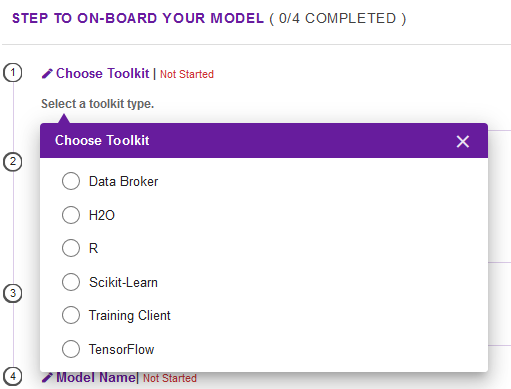 STEP TO ON-BOARD YOUR MODEL ( 0/4 COMPLETED )
1
Choose Toolkit | Not Started
Select a toolkit type.
Choose Toolkit
2
Data Broker
H2O
R
Scikit-Learn
3
Training Client
TensorFlow
4
Model Name| Not Started